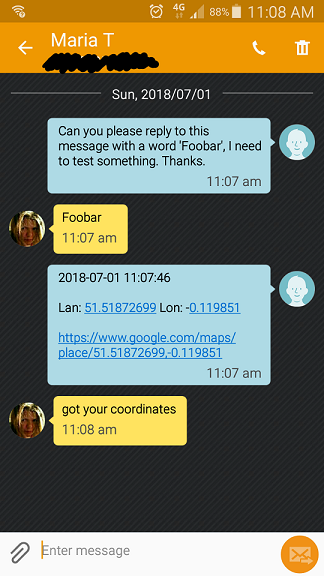 4G
LTE
88%
11:08 AM
Maria T
Sun, 2018/07/01
Can you please reply to this
message with a word 'Foobar', I need
to test something. Thanks.
11:07 am
Foobar
11:07 am
2018-07-01 11:07:46
Lan: 51.51872699 Lon: -0.119851
https://www.google.com/maps/
place/51.51872699,-0.119851
11:07 am
got your coordinates
11:08 am
Enter message